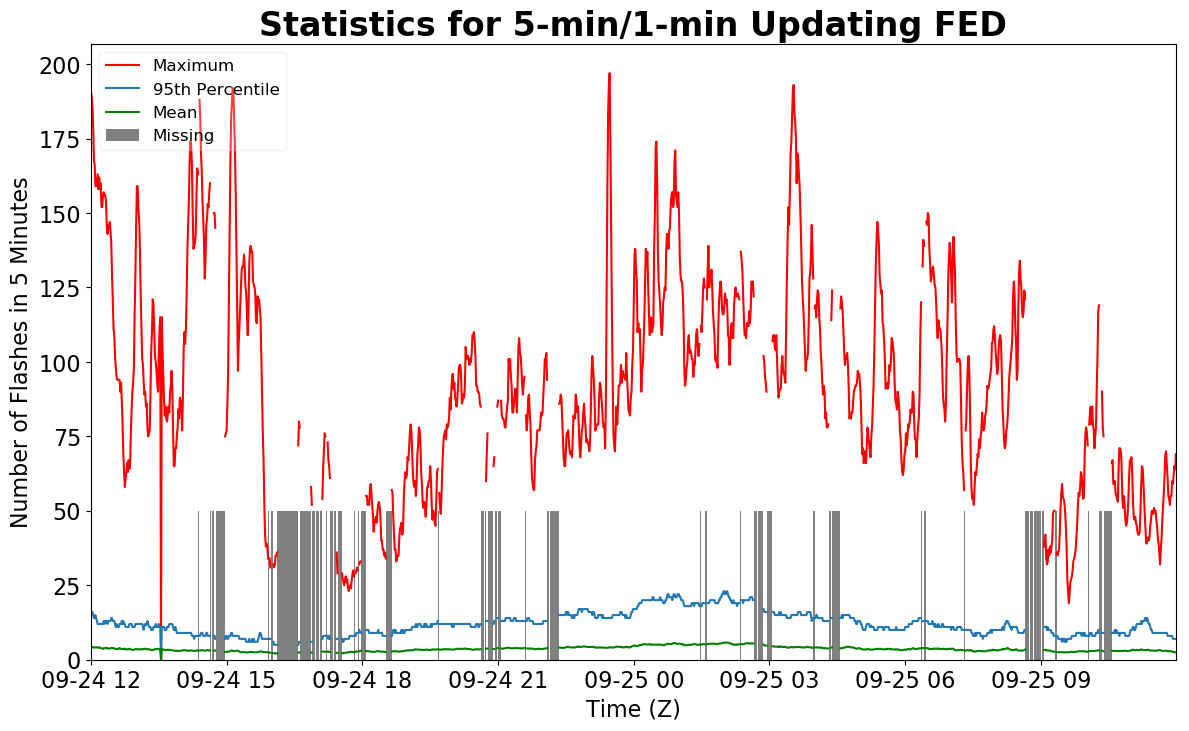 Statistics for 5-min/1-min Updating FED
Number of Flashes in 5 Minutes
200
175
150
125
100
75
50
25
0
Maximum
95th Percentile
Mean
Missing
09-24 12
09-24 15
09-24 18
09-24 21
09-25 00
09-25 03
09-25 06
09-25 09
Time (Z)